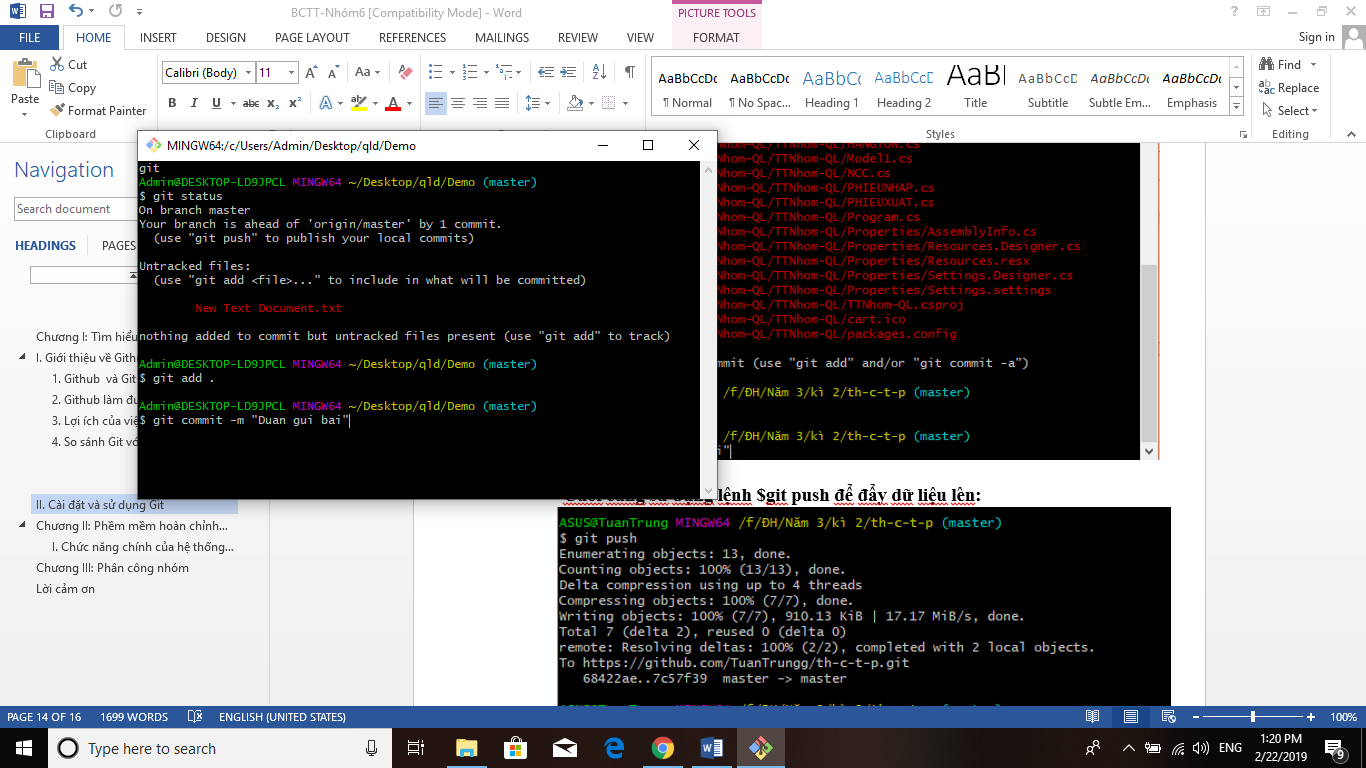 BCTT-Nhóm6 [Compatibility Mode] - Word
PICTURE TOOLS
FILE
HOME
INSERT
DESIGN
PAGE LAYOUT
REFERENCES
MAILINGS
REVIEW
VIEW
FORMAT
Sign in
Paste
Cut
Copy
Format Painter
Clipboard
Calibri (Body)
11
AaBbCcDc
¶ Normal
AaBbCcDc
¶ No Spac...
AaBbCc
Heading 1
AaBbCcD
Heading 2
AaBl
Title
AaBbCcD
Subtitle
AaBbCcDc
Subtle Em...
AaBbCcDc
Emphasis
Styles
Find
Replace
Select
Editing
Navigation
Search document
HEADINGS
PAGES
Chương I: Tìm hiểu
I. Giới thiệu về Gith
1. Github và Git
2. Github làm đư
3. Lợi ích của việ
4. So sánh Git vớ
II. Cài đặt và sử dụng Git
Chương II: Phềm mềm hoàn chỉnh...
I. Chức năng chính của hệ thống...
Chương III: Phân công nhóm
Lời cảm ơn
MINGW64:/c/Users/Admin/Desktop/qld/Demo
git
Admin@DESKTOP-LD9JPCL MINGW64 ~/Desktop/qld/Demo (master)
$ git status
On branch master
Your branch is ahead of 'origin/master' by 1 commit.
(use "git push" to publish your local commits)
Untracked files:
(use "git add <file>..." to include in what will be committed)
New Text Document.txt
nothing added to commit but untracked files present (use "git add" to track)
Admin@DESKTOP-LD9JPCL MINGW64 ~/Desktop/qld/Demo (master)
$ git add .
Admin@DESKTOP-LD9JPCL MINGW64 ~/Desktop/qld/Demo (master)
$ git commit -m "Duan gui bai"
Nhom-QL/TTNhom-QL/HANGTON.cs
Nhom-QL/TTNhom-QL/Model1.cs
Nhom-QL/TTNhom-QL/NCC.cs
Nhom-QL/TTNhom-QL/PHIEUNHAP.cs
Nhom-QL/TTNhom-QL/PHIEUXUAT.cs
Nhom-QL/TTNhom-QL/Program.cs
Nhom-QL/TTNhom-QL/Properties/AssemblyInfo.cs
Nhom-QL/TTNhom-QL/Properties/Resources.Designer.cs
Nhom-QL/TTNhom-QL/Properties/Resources.resx
Nhom-QL/TTNhom-QL/Properties/Settings.Designer.cs
Nhom-QL/TTNhom-QL/Properties/Settings.settings
Nhom-QL/TTNhom-QL/TTNhom-QL.csproj
Nhom-QL/TTNhom-QL/cart.ico
Nhom-QL/TTNhom-QL/packages.config
mmit (use "git add" and/or "git commit -a")
/f/ĐH/Năm 3/kì 2/th-c-t-p (master)
/f/ĐH/Năm 3/kì 2/th-c-t-p (master)
i"
lệnh $git push để đẩy dữ liệu lên:
ASUS@TuanTrung MINGW64 /f/ĐH/Năm 3/kì 2/th-c-t-p (master)
$ git push
Enumerating objects: 13, done.
Counting objects: 100% (13/13), done.
Delta compression using up to 4 threads
Compressing objects: 100% (7/7), done.
Writing objects: 100% (7/7), 910.13 KiB | 17.17 MiB/s, done.
Total 7 (delta 2), reused 0 (delta 0)
remote: Resolving deltas: 100% (2/2), completed with 2 local objects.
To https://github.com/TuanTrungg/th-c-t-p.git
68422ae..7c57f39 master -> master
PAGE 14 OF 16
1699 WORDS
ENGLISH (UNITED STATES)
100%
Type here to search
ENG
1:20 PM
2/22/2019
9